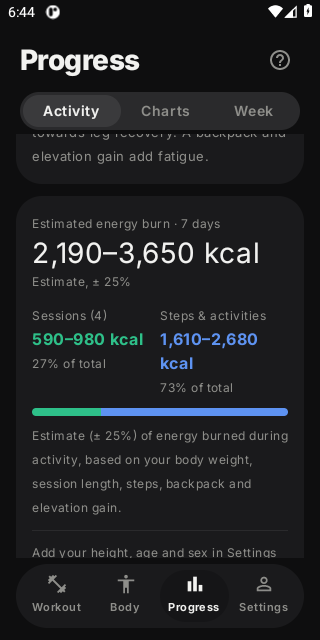 6:44
Progress
Activity
Charts
Week
towards leg recovery. A backpack and
elevation gain add fatigue.
Estimated energy burn · 7 days
2,190–3,650 kcal
Estimate, ± 25%
Sessions (4)
590–980 kcal
27% of total
Steps & activities
1,610–2,680
kcal
73% of total
Estimate (± 25%) of energy burned during
activity, based on your body weight,
session length, steps, backpack and
elevation gain.
Add your height, age and sex in Settings
Workout
Body
Progress
Settings